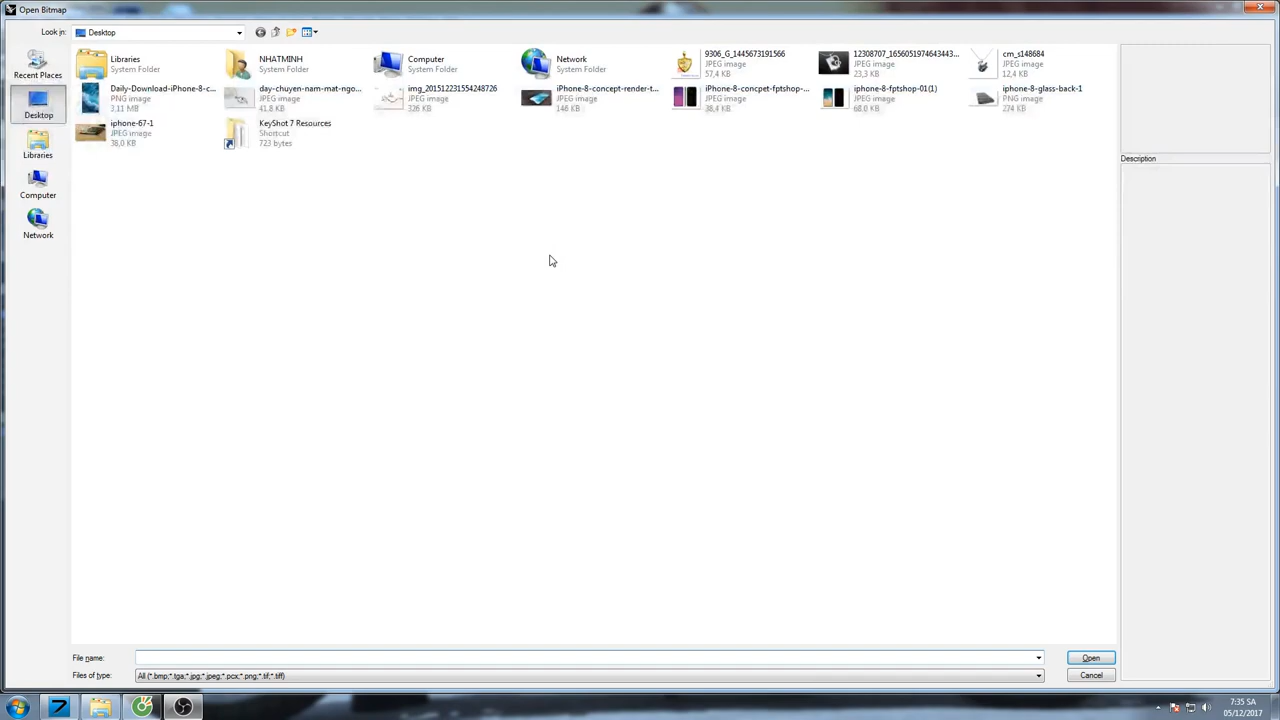 Open Bitmap
Look in: Desktop
Recent Places
Desktop
Libraries
Computer
Network
Libraries
System Folder
NHATMINH
System Folder
Computer
System Folder
Network
System Folder
9306_G_1445673191566
JPEG image
57,4 KB
12308707_1656051974643443...
JPEG image
23,3 KB
cm_s148684
JPEG image
12,4 KB
Daily-Download-iPhone-8-c...
PNG image
3,11 MB
day-chuyen-nam-mat-ngo...
JPEG image
41,8 KB
img_20151223154248726
JPEG image
326 KB
iPhone-8-concept-render-t...
JPEG image
146 KB
iPhone-8-concpet-fptshop-...
JPEG image
38,4 KB
iphone-8-fptshop-01(1)
JPEG image
68,0 KB
iphone-8-glass-back-1
PNG image
274 KB
iphone-67-1
JPEG image
38,0 KB
KeyShot 7 Resources
Shortcut
723 bytes
Description
File name:
Open
Files of type: All (*.bmp;*.tga;*.jpg;*.jpeg;*.pcx;*.png;*.tif;*.tiff)
Cancel
7:35 SA
05/12/2017